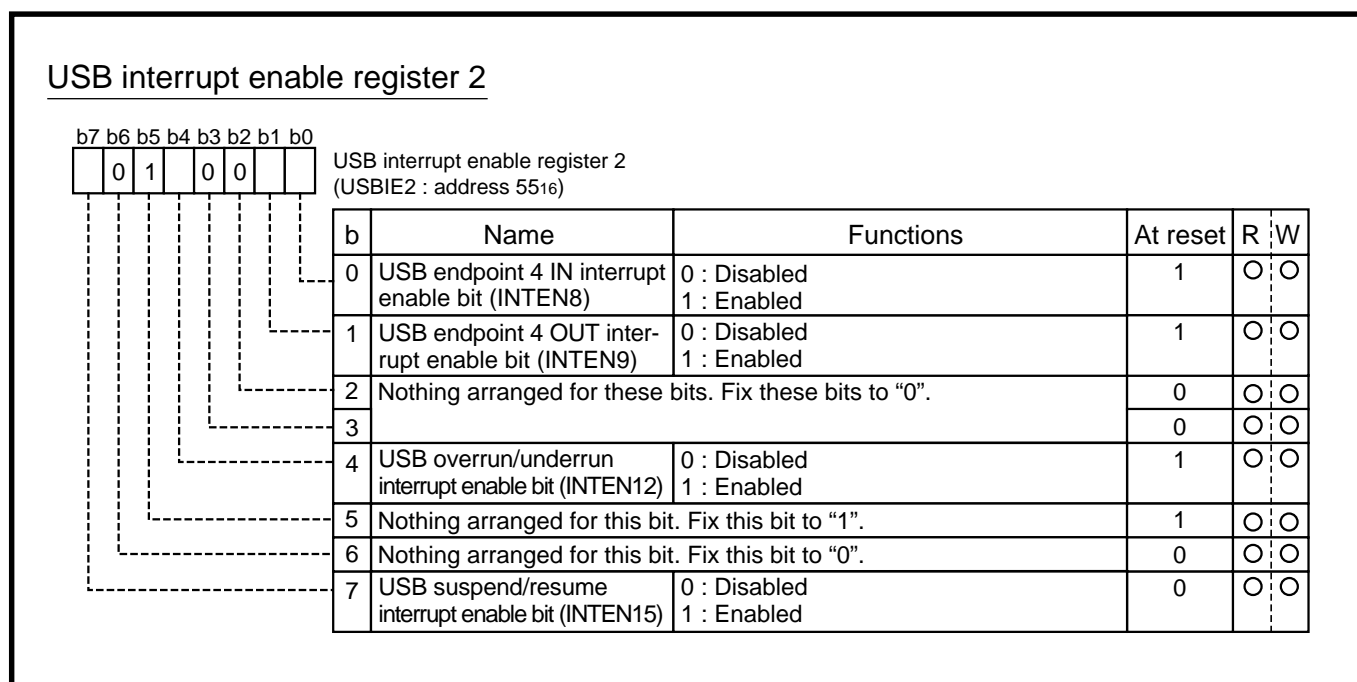 USB interrupt enable register 2
b7 b6 b5 b4 b3 b2 b1 b0
0 1 0 0
USB interrupt enable register 2
(USBIE2 : address 5516)
b Name Functions At reset R W
0 USB endpoint 4 IN interrupt 0 : Disabled 1 O O
enable bit (INTEN8) 1 : Enabled
1 USB endpoint 4 OUT inter- 0 : Disabled 1 O O
rupt enable bit (INTEN9) 1 : Enabled
2 Nothing arranged for these bits. Fix these bits to “0”. 0 O O
3 0 O O
4 USB overrun/underrun 0 : Disabled 1 O O
interrupt enable bit (INTEN12) 1 : Enabled
5 Nothing arranged for this bit. Fix this bit to “1”. 1 O O
6 Nothing arranged for this bit. Fix this bit to “0”. 0 O O
7 USB suspend/resume 0 : Disabled 0 O O
interrupt enable bit (INTEN15) 1 : Enabled